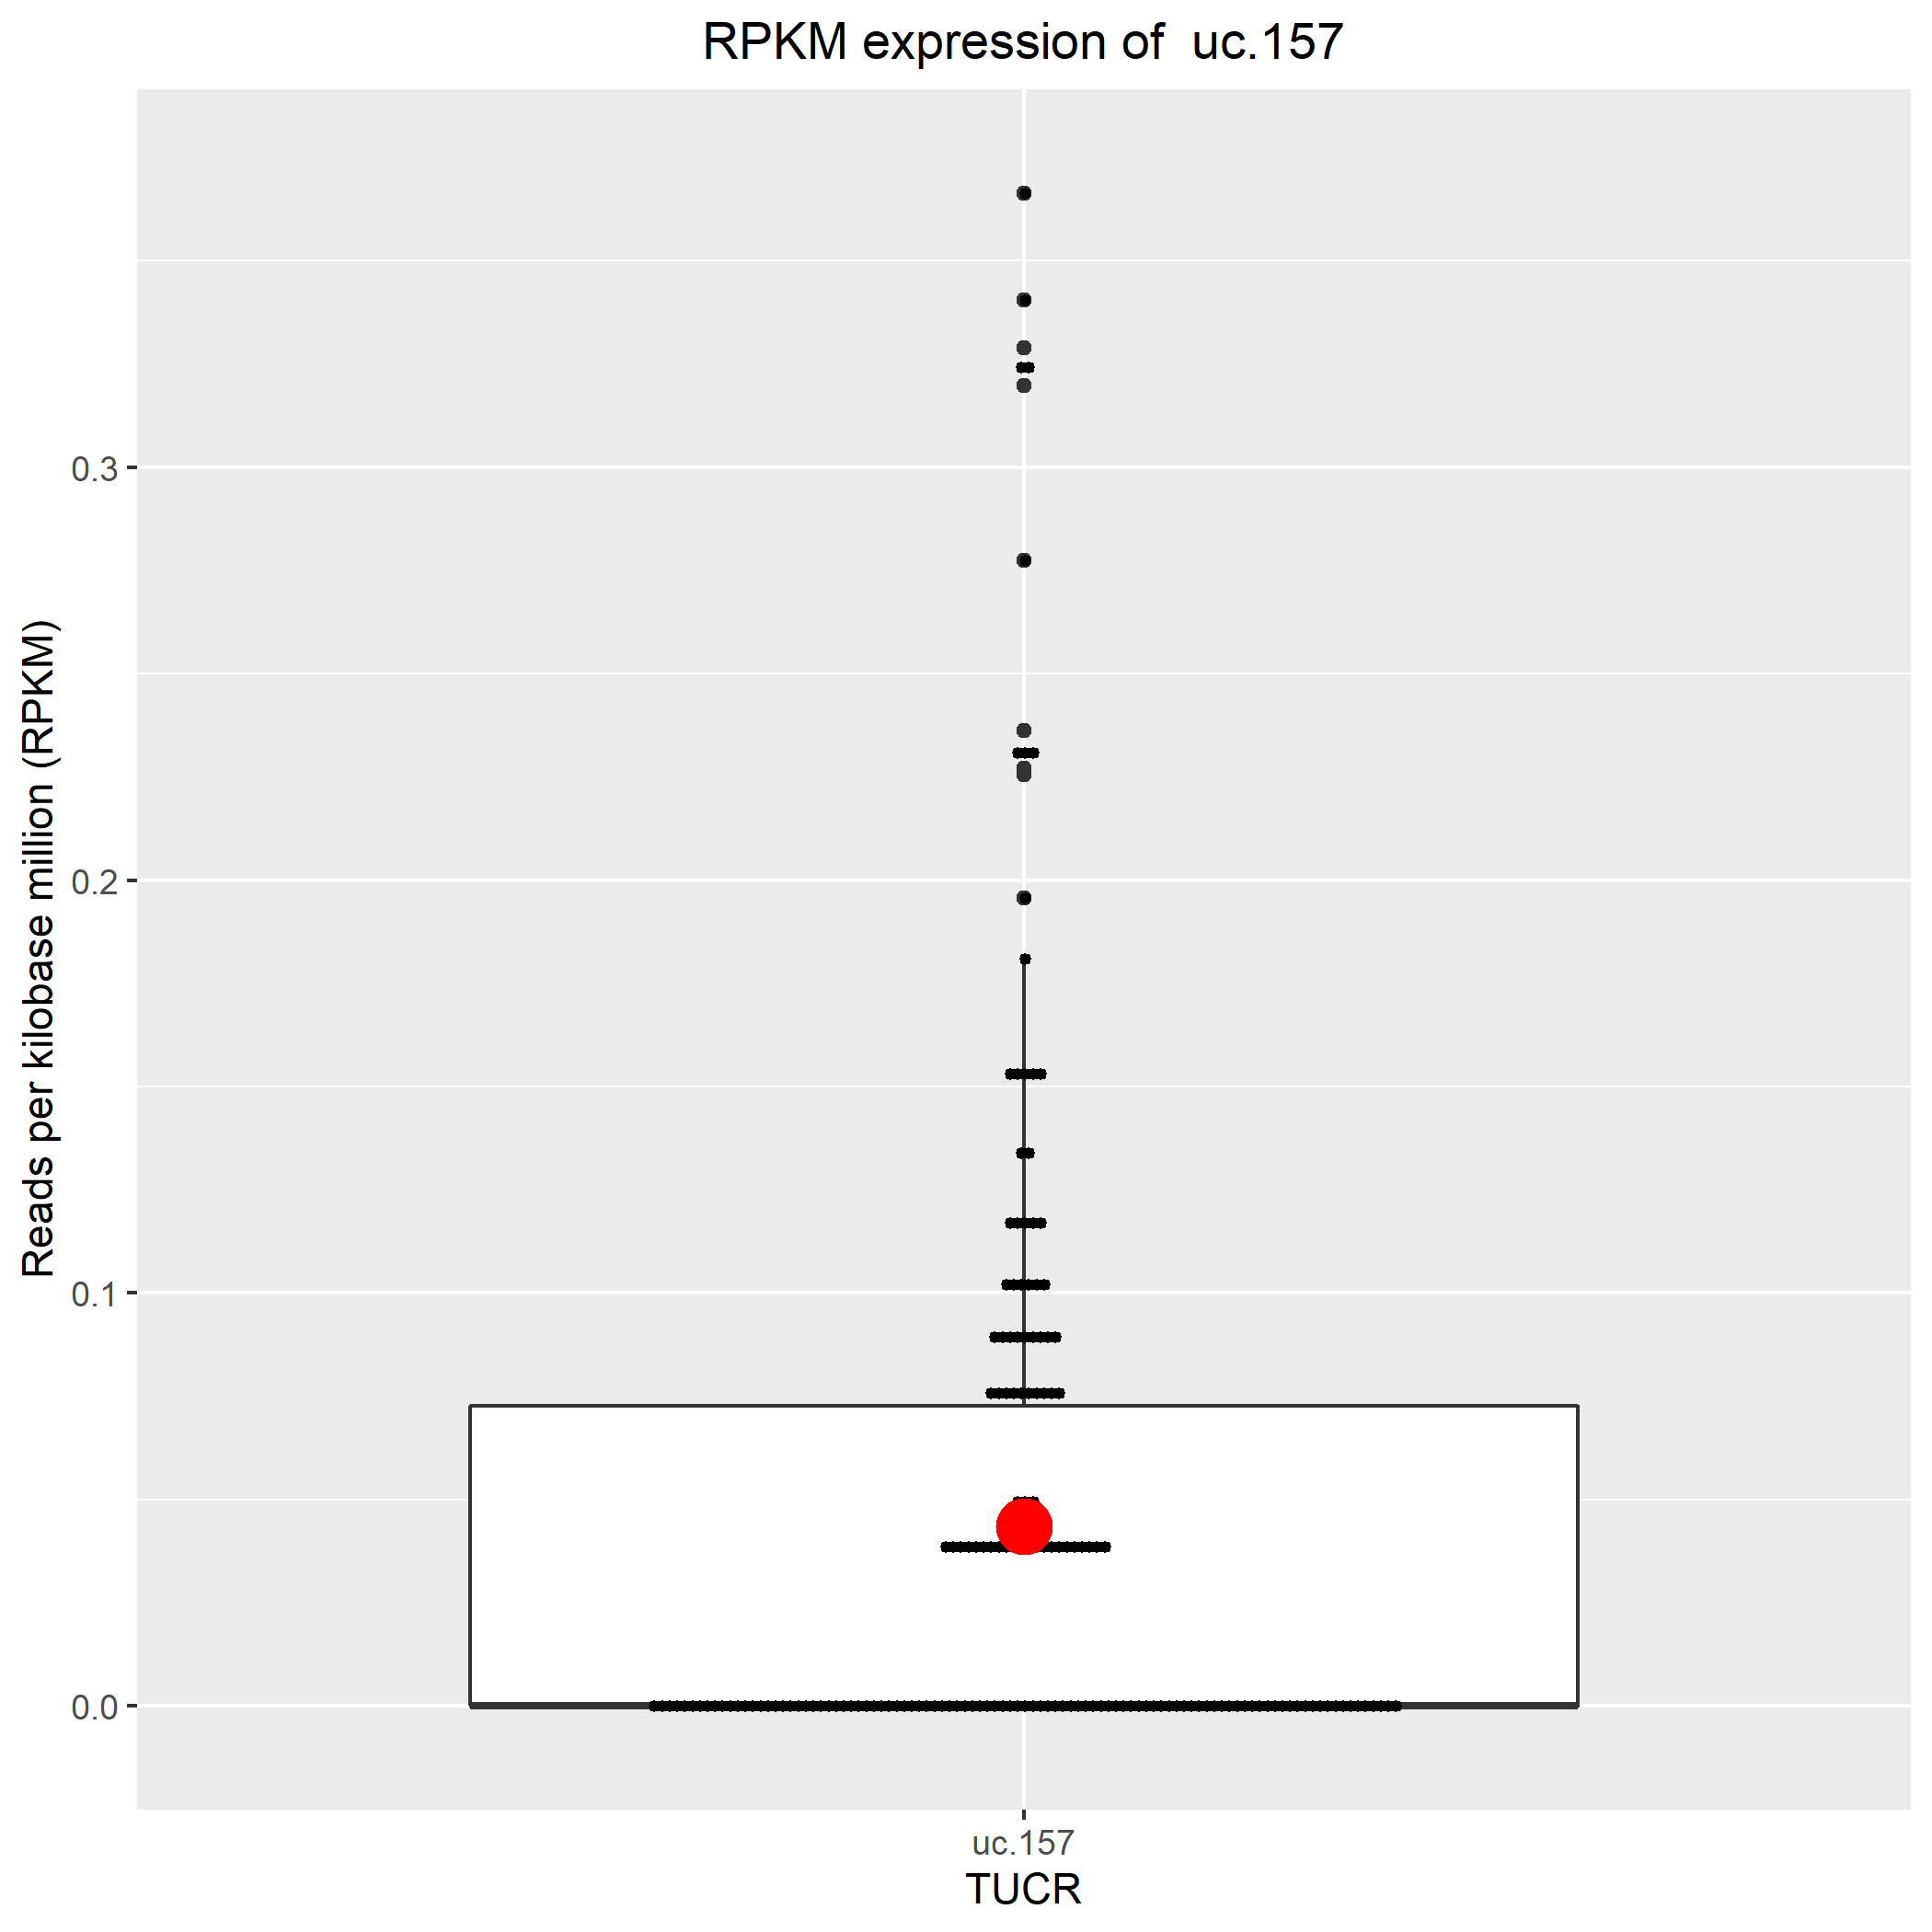 RPKM expression of  uc.157
Reads per kilobase million (RPKM)
0.3
0.2
0.1
0.0
uc.157
TUCR